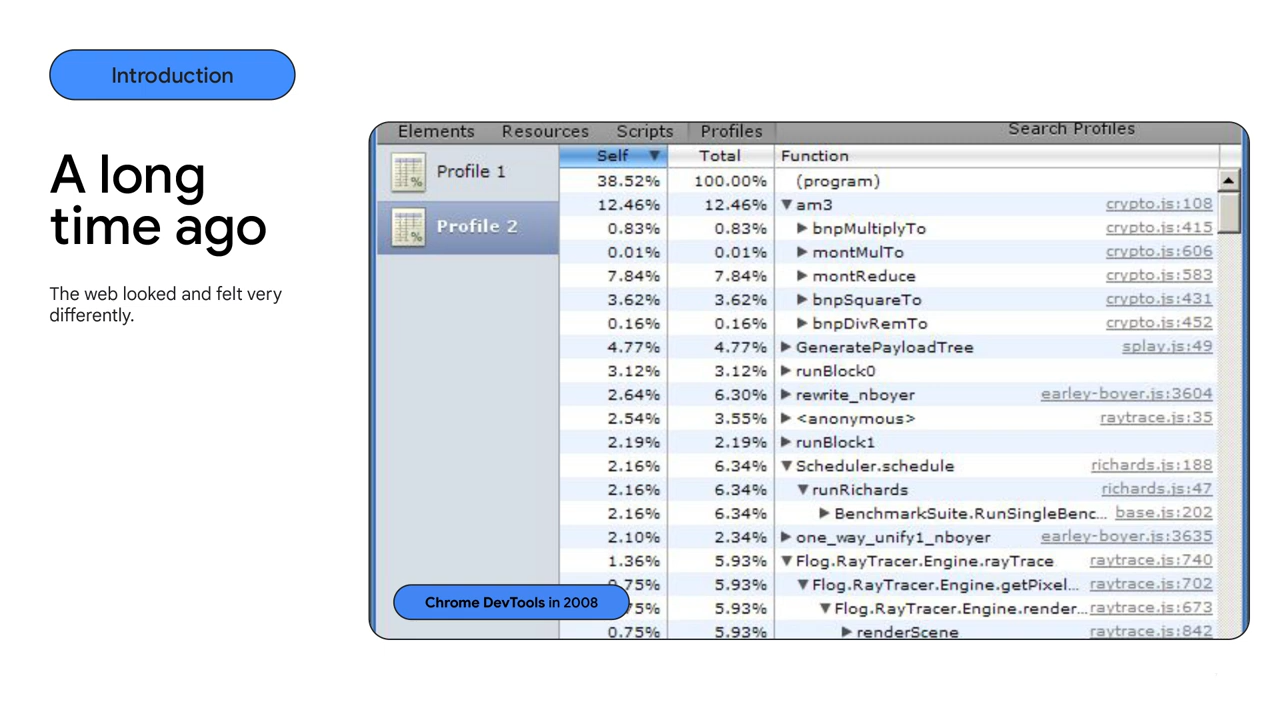 Introduction
A long
time ago
The web looked and felt very
differently.
Elements Resources Scripts Profiles Search Profiles
Profile 1
Profile 2
Self Total Function
38.52% 100.00% (program)
12.46% 12.46% am3 crypto.js:108
0.83% 0.83% bnpMultiplyTo crypto.js:415
0.01% 0.01% montMulTo crypto.js:606
7.84% 7.84% montReduce crypto.js:583
3.62% 3.62% bnpSquareTo crypto.js:431
0.16% 0.16% bnpDivRemTo crypto.js:452
4.77% 4.77% GeneratePayloadTree splay.js:49
3.12% 3.12% runBlock0
2.64% 6.30% rewrite_nboyer earley-boyer.js:3604
2.54% 3.55% <anonymous> raytrace.js:35
2.19% 2.19% runBlock1
2.16% 6.34% Scheduler.schedule richards.js:188
2.16% 6.34% runRichards richards.js:47
2.16% 6.34% BenchmarkSuite.RunSingleBenc... base.js:202
2.10% 2.34% one_way_unify1_nboyer earley-boyer.js:3635
1.36% 5.93% Flog.RayTracer.Engine.rayTrace raytrace.js:740
0.75% 5.93% Flog.RayTracer.Engine.getPixel... raytrace.js:702
75% 5.93% Flog.RayTracer.Engine.render... raytrace.js:673
0.75% 5.93% renderScene raytrace.js:842
Chrome DevTools in 2008